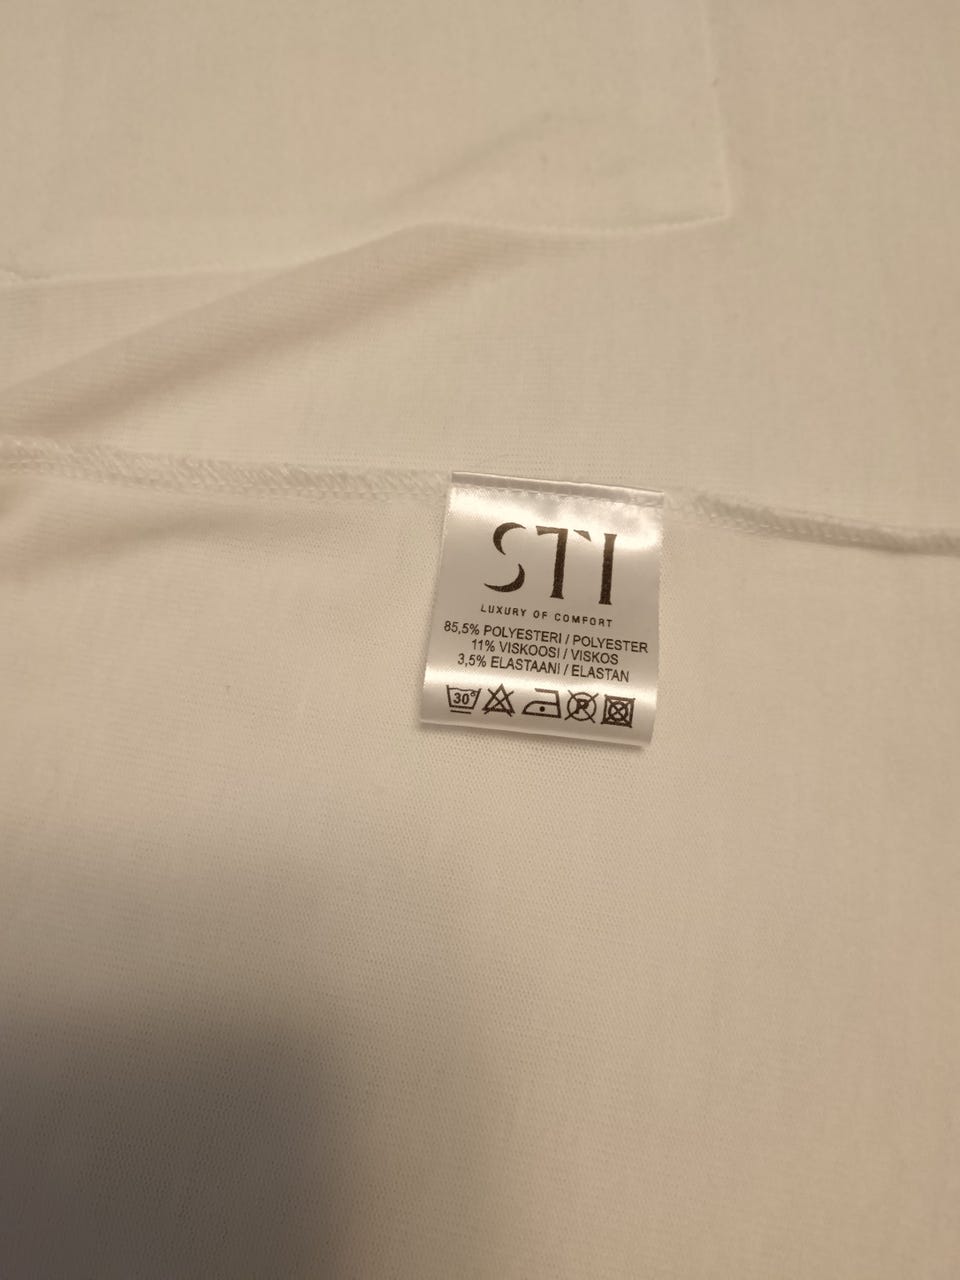 STI
LUXURY OF COMFORT
85,5% POLYESTERI / POLYESTER
11% VISKOOSI / VISKOS
3,5% ELASTAANI / ELASTAN
30° P